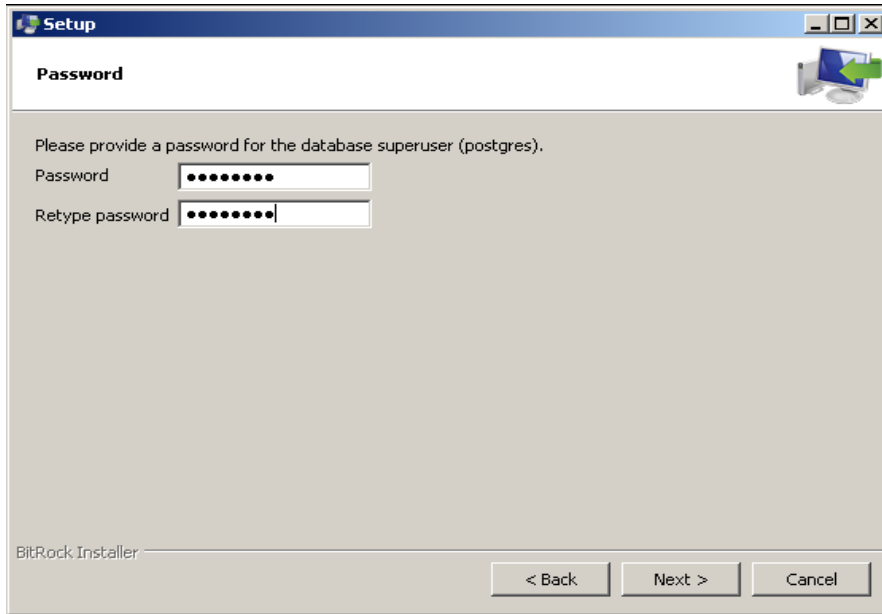 Setup
Password
Please provide a password for the database superuser (postgres).
Password ••••••••
Retype password ••••••••
BitRock Installer
< Back Next > Cancel